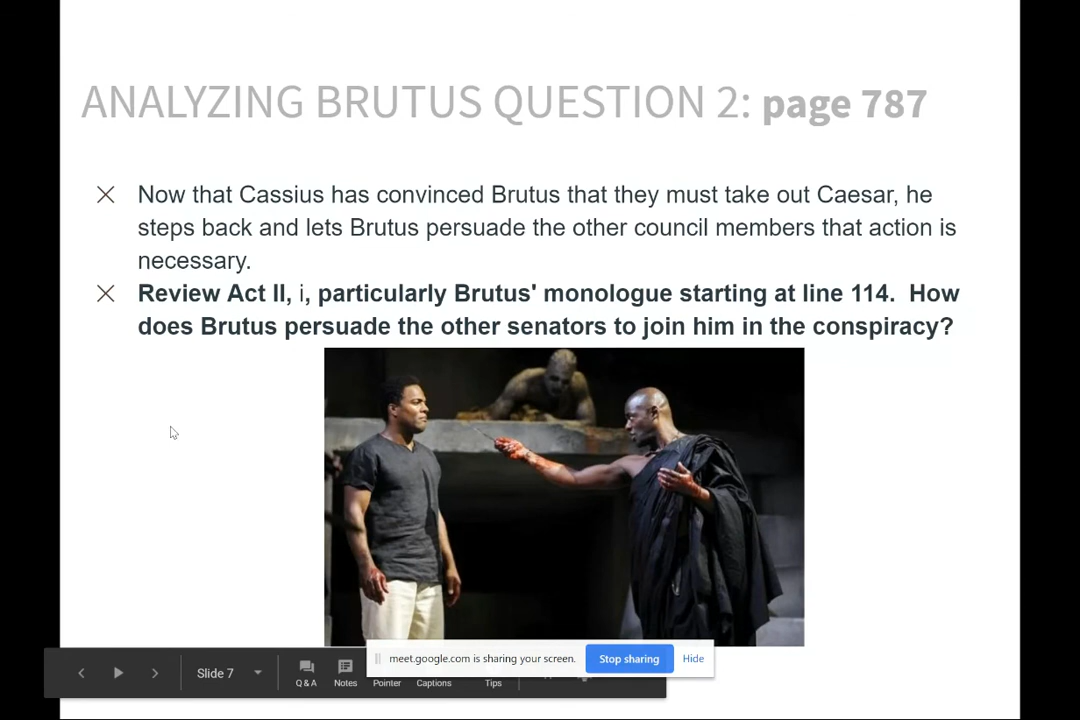 ANALYZING BRUTUS QUESTION 2: page 787
Now that Cassius has convinced Brutus that they must take out Caesar, he
steps back and lets Brutus persuade the other council members that action is
necessary.
Review Act II, i, particularly Brutus' monologue starting at line 114. How
does Brutus persuade the other senators to join him in the conspiracy?
meet.google.com is sharing your screen. Stop sharing Hide
Slide 7
Q & A Notes Pointer Captions Tips